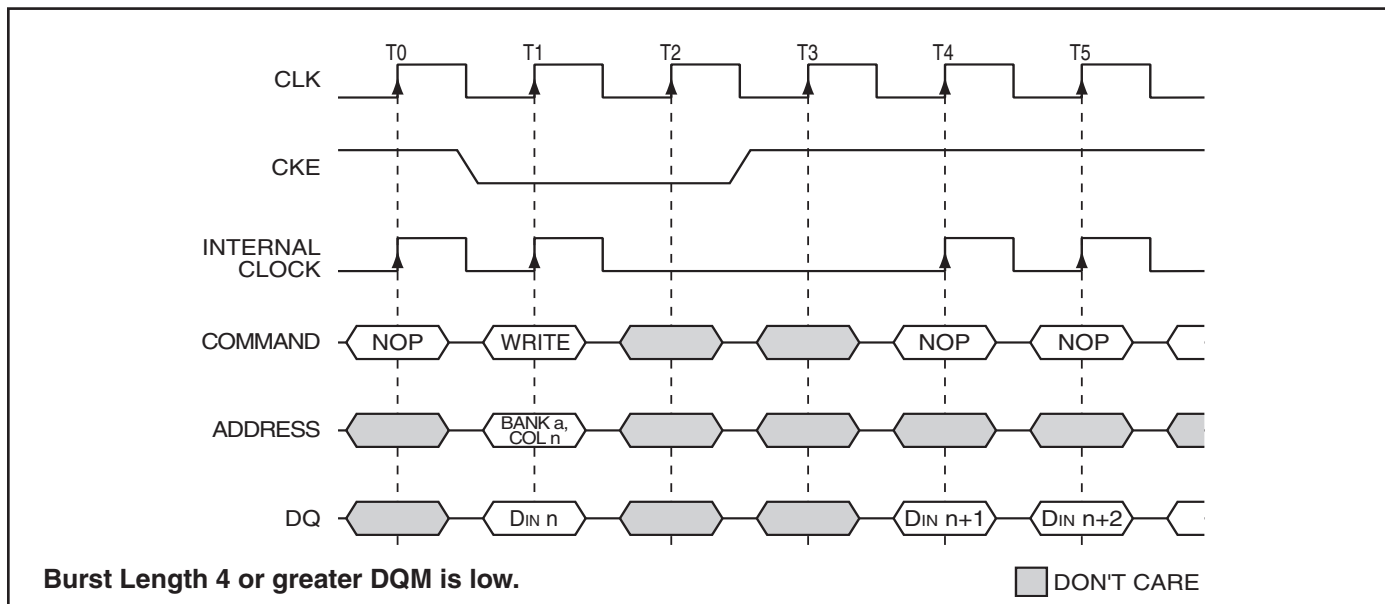 T0 T1 T2 T3 T4 T5
CLK
CKE
INTERNAL
CLOCK
COMMAND NOP WRITE NOP NOP
ADDRESS BANK a,
COL n
DQ DIN n DIN n+1 DIN n+2
Burst Length 4 or greater DQM is low. DON'T CARE